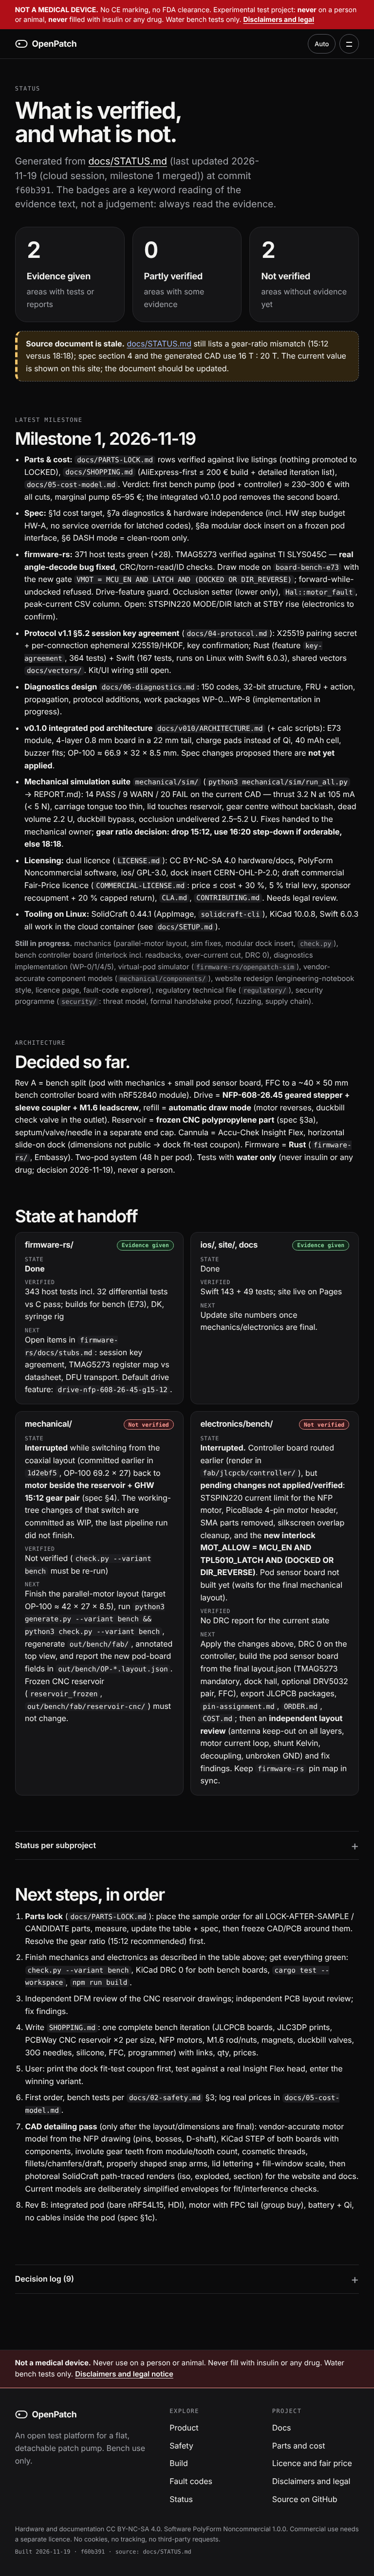 NOT A MEDICAL DEVICE. No CE marking, no FDA clearance. Experimental test project: never on a person
or animal, never filled with insulin or any drug. Water bench tests only. Disclaimers and legal
OpenPatch
Auto
STATUS
What is verified,
and what is not.
Generated from docs/STATUS.md (last updated 2026-
11-19 (cloud session, milestone 1 merged)) at commit
f60b391. The badges are a keyword reading of the
evidence text, not a judgement: always read the evidence.
2
Evidence given
areas with tests or
reports
0
Partly verified
areas with some
evidence
2
Not verified
areas without evidence
yet
Source document is stale. docs/STATUS.md still lists a gear-ratio mismatch (15:12
versus 18:18); spec section 4 and the generated CAD use 16 T : 20 T. The current value
is shown on this site; the document should be updated.
LATEST MILESTONE
Milestone 1, 2026-11-19
• Parts & cost: docs/PARTS-LOCK.md rows verified against live listings (nothing promoted to
LOCKED), docs/SHOPPING.md (AliExpress-first ≤ 200 € build + detailed iteration list),
docs/05-cost-model.md. Verdict: first bench pump (pod + controller) ≈ 230–300 € with
all cuts, marginal pump 65–95 €; the integrated v0.1.0 pod removes the second board.
• Spec: §1d cost target, §7a diagnostics & hardware independence (incl. HW step budget
HW-A, no service override for latched codes), §8a modular dock insert on a frozen pod
interface, §6 DASH mode = clean-room only.
• firmware-rs: 371 host tests green (+28). TMAG5273 verified against TI SLYS045C — real
angle-decode bug fixed, CRC/torn-read/ID checks. Draw mode on board-bench-e73 with
the new gate VMOT = MCU_EN AND LATCH AND (DOCKED OR DIR_REVERSE); forward-while-
undocked refused. Drive-feature guard. Occlusion setter (lower only), Hal::motor_fault,
peak-current CSV column. Open: STSPIN220 MODE/DIR latch at STBY rise (electronics to
confirm).
• Protocol v1.1 §5.2 session key agreement (docs/04-protocol.md): X25519 pairing secret
+ per-connection ephemeral X25519/HKDF, key confirmation; Rust (feature key-
agreement, 364 tests) + Swift (167 tests, runs on Linux with Swift 6.0.3), shared vectors
docs/vectors/. Kit/UI wiring still open.
• Diagnostics design docs/06-diagnostics.md: 150 codes, 32-bit structure, FRU + action,
propagation, protocol additions, work packages WP-0…WP-8 (implementation in
progress).
• v0.1.0 integrated pod architecture docs/v010/ARCHITECTURE.md (+ calc scripts): E73
module, 4-layer 0.8 mm board in a 22 mm tail, charge pads instead of Qi, 40 mAh cell,
buzzer fits; OP-100 ≈ 66.9 × 32 × 8.5 mm. Spec changes proposed there are not yet
applied.
• Mechanical simulation suite mechanical/sim/ (python3 mechanical/sim/run_all.py
→ REPORT.md): 14 PASS / 9 WARN / 20 FAIL on the current CAD — thrust 3.2 N at 105 mA
(< 5 N), carriage tongue too thin, lid touches reservoir, gear centre without backlash, dead
volume 2.2 U, duckbill bypass, occlusion undelivered 2.5–5.2 U. Fixes handed to the
mechanical owner; gear ratio decision: drop 15:12, use 16:20 step-down if orderable,
else 18:18.
• Licensing: dual licence (LICENSE.md): CC BY-NC-SA 4.0 hardware/docs, PolyForm
Noncommercial software, ios/ GPL-3.0, dock insert CERN-OHL-P-2.0; draft commercial
Fair-Price licence (COMMERCIAL-LICENSE.md: price ≤ cost + 30 %, 5 % trial levy, sponsor
recoupment + 20 % capped return), CLA.md, CONTRIBUTING.md. Needs legal review.
• Tooling on Linux: SolidCraft 0.44.1 (AppImage, solidcraft-cli), KiCad 10.0.8, Swift 6.0.3
all work in the cloud container (see docs/SETUP.md).
Still in progress. mechanics (parallel-motor layout, sim fixes, modular dock insert, check.py),
bench controller board (interlock incl. readbacks, over-current cut, DRC 0), diagnostics
implementation (WP-0/1/4/5), virtual-pod simulator (firmware-rs/openpatch-sim), vendor-
accurate component models (mechanical/components/), website redesign (engineering-notebook
style, licence page, fault-code explorer), regulatory technical file (regulatory/), security
programme (security/: threat model, formal handshake proof, fuzzing, supply chain).
ARCHITECTURE
Decided so far.
Rev A = bench split (pod with mechanics + small pod sensor board, FFC to a ~40 × 50 mm
bench controller board with nRF52840 module). Drive = NFP-608-26.45 geared stepper +
sleeve coupler + M1.6 leadscrew, refill = automatic draw mode (motor reverses, duckbill
check valve in the outlet). Reservoir = frozen CNC polypropylene part (spec §3a),
septum/valve/needle in a separate end cap. Cannula = Accu-Chek Insight Flex, horizontal
slide-on dock (dimensions not public → dock fit-test coupon). Firmware = Rust (firmware-
rs/, Embassy). Two-pod system (48 h per pod). Tests with water only (never insulin or any
drug; decision 2026-11-19), never a person.
State at handoff
firmware-rs/
Evidence given
STATE
Done
VERIFIED
343 host tests incl. 32 differential tests
vs C pass; builds for bench (E73), DK,
syringe rig
NEXT
Open items in firmware-
rs/docs/stubs.md: session key
agreement, TMAG5273 register map vs
datasheet, DFU transport. Default drive
feature: drive-nfp-608-26-45-g15-12.
ios/, site/, docs
Evidence given
STATE
Done
VERIFIED
Swift 143 + 49 tests; site live on Pages
NEXT
Update site numbers once
mechanics/electronics are final.
mechanical/
Not verified
STATE
Interrupted while switching from the
coaxial layout (committed earlier in
1d2ebf5, OP-100 69.2 × 27) back to
motor beside the reservoir + GHW
15:12 gear pair (spec §4). The working-
tree changes of that switch are
committed as WIP, the last pipeline run
did not finish.
VERIFIED
Not verified (check.py --variant
bench must be re-run)
NEXT
Finish the parallel-motor layout (target
OP-100 ≈ 42 × 27 × 8.5), run python3
generate.py --variant bench &&
python3 check.py --variant bench,
regenerate out/bench/fab/, annotated
top view, and report the new pod-board
fields in out/bench/OP-*.layout.json.
Frozen CNC reservoir
(reservoir_frozen,
out/bench/fab/reservoir-cnc/) must
not change.
electronics/bench/
Not verified
STATE
Interrupted. Controller board routed
earlier (render in
fab/jlcpcb/controller/), but
pending changes not applied/verified:
STSPIN220 current limit for the NFP
motor, PicoBlade 4-pin motor header,
SMA parts removed, silkscreen overlap
cleanup, and the new interlock
MOT_ALLOW = MCU_EN AND
TPL5010_LATCH AND (DOCKED OR
DIR_REVERSE). Pod sensor board not
built yet (waits for the final mechanical
layout).
VERIFIED
No DRC report for the current state
NEXT
Apply the changes above, DRC 0 on the
controller, build the pod sensor board
from the final layout.json (TMAG5273
mandatory, dock hall, optional DRV5032
pair, FFC), export JLCPCB packages,
pin-assignment.md, ORDER.md,
COST.md; then an independent layout
review (antenna keep-out on all layers,
motor current loop, shunt Kelvin,
decoupling, unbroken GND) and fix
findings. Keep firmware-rs pin map in
sync.
Status per subproject
+
Next steps, in order
1. Parts lock (docs/PARTS-LOCK.md): place the sample order for all LOCK-AFTER-SAMPLE /
CANDIDATE parts, measure, update the table + spec, then freeze CAD/PCB around them.
Resolve the gear ratio (15:12 recommended) first.
2. Finish mechanics and electronics as described in the table above; get everything green:
check.py --variant bench, KiCad DRC 0 for both bench boards, cargo test --
workspace, npm run build.
3. Independent DFM review of the CNC reservoir drawings; independent PCB layout review;
fix findings.
4. Write SHOPPING.md: one complete bench iteration (JLCPCB boards, JLC3DP prints,
PCBWay CNC reservoir ×2 per size, NFP motors, M1.6 rod/nuts, magnets, duckbill valves,
30G needles, silicone, FFC, programmer) with links, qty, prices.
5. User: print the dock fit-test coupon first, test against a real Insight Flex head, enter the
winning variant.
6. First order, bench tests per docs/02-safety.md §3; log real prices in docs/05-cost-
model.md.
7. CAD detailing pass (only after the layout/dimensions are final): vendor-accurate motor
model from the NFP drawing (pins, bosses, D-shaft), KiCad STEP of both boards with
components, involute gear teeth from module/tooth count, cosmetic threads,
fillets/chamfers/draft, properly shaped snap arms, lid lettering + fill-window scale, then
photoreal SolidCraft path-traced renders (iso, exploded, section) for the website and docs.
Current models are deliberately simplified envelopes for fit/interference checks.
8. Rev B: integrated pod (bare nRF54L15, HDI), motor with FPC tail (group buy), battery + Qi,
no cables inside the pod (spec §1c).
Decision log (9)
+
Not a medical device. Never use on a person or animal. Never fill with insulin or any drug. Water
bench tests only. Disclaimers and legal notice
OpenPatch
An open test platform for a flat,
detachable patch pump. Bench use
only.
EXPLORE
Product
Safety
Build
Fault codes
Status
PROJECT
Docs
Parts and cost
Licence and fair price
Disclaimers and legal
Source on GitHub
Hardware and documentation CC BY-NC-SA 4.0. Software PolyForm Noncommercial 1.0.0. Commercial use needs
a separate licence. No cookies, no tracking, no third-party requests.
Built 2026-11-19 · f60b391 · source: docs/STATUS.md